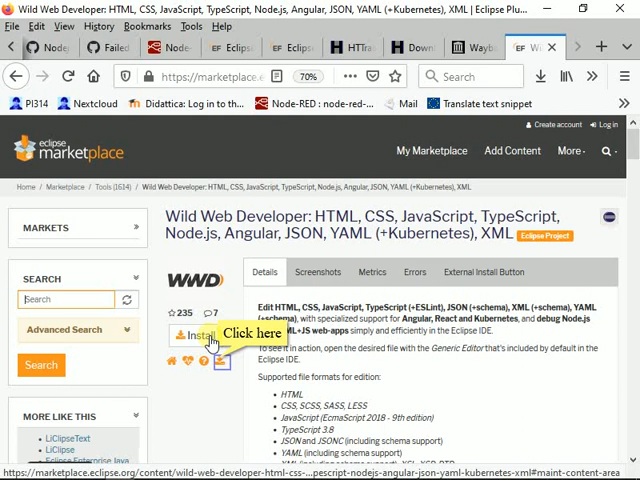 Wild Web Developer: HTML, CSS, JavaScript, TypeScript, Node.js, Angular, JSON, YAML (+Kubernetes), XML | Eclipse Plu...
File Edit View History Bookmarks Tools Help
Node Failed Node- Eclips Eclips HTTra Down Wayb EF Wi
https://marketplace.e 70% Search
PI314 Nextcloud Didattica: Log in to th... Node-RED : node-red-... Mail Translate text snippet
Create account Log in
eclipse
marketplace
My Marketplace Add Content More
Home / Marketplace / Tools (1614) / Wild Web Developer: HTML, CSS, JavaScript, TypeScript, Node.js, Angular, JSON, YAML (+Kubernetes), XML
MARKETS
SEARCH
Search
Advanced Search
Search
MORE LIKE THIS
LiClipseText
LiClipse
Eclipse Enterprise Java
Wild Web Developer: HTML, CSS, JavaScript, TypeScript,
Node.js, Angular, JSON, YAML (+Kubernetes), XML Eclipse Project
WWD
235 7
Install
Click here
Details Screenshots Metrics Errors External Install Button
Edit HTML, CSS, JavaScript, TypeScript (+ESLint), JSON (+schema), XML (+schema), YAML
(+schema), with specialized support for Angular, React and Kubernetes, and debug Node.js
ML+JS web-apps simply and efficiently in the Eclipse IDE.
To see it in action, open the desired file with the Generic Editor that's included by default in the
Eclipse IDE.
Supported file formats for edition:
HTML
CSS, SCSS, SASS, LESS
JavaScript (EcmaScript 2018 - 9th edition)
TypeScript 3.8
JSON and JSONC (including schema support)
YAML (including schema support)
https://marketplace.eclipse.org/content/wild-web-developer-html-css-...pescript-nodejs-angular-json-yaml-kubernetes-xml#maint-content-area